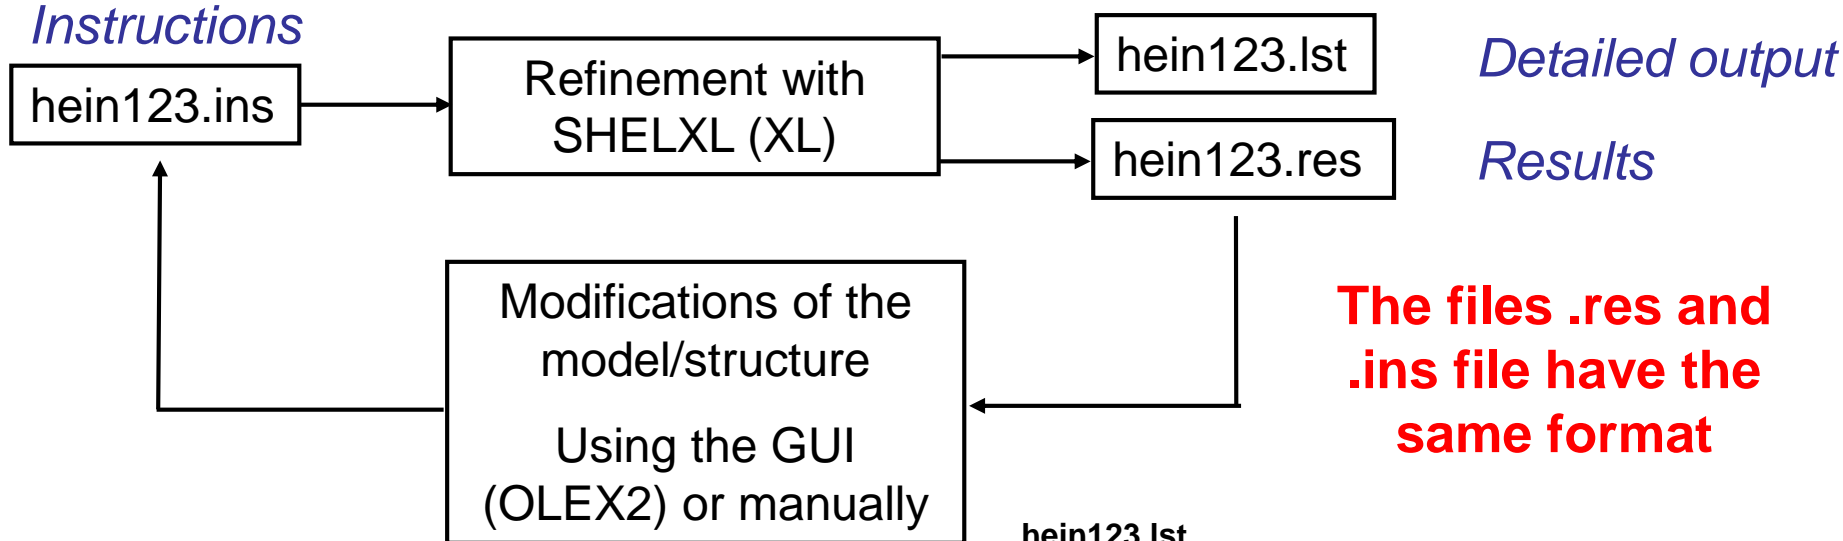 Instructions
hein123.ins
Refinement with
SHELXL (XL)
hein123.lst
Detailed output
hein123.res
Results
Modifications of the
model/structure
Using the GUI
(OLEX2) or manually
The files .res and
.ins file have the
same format
hein123.lst